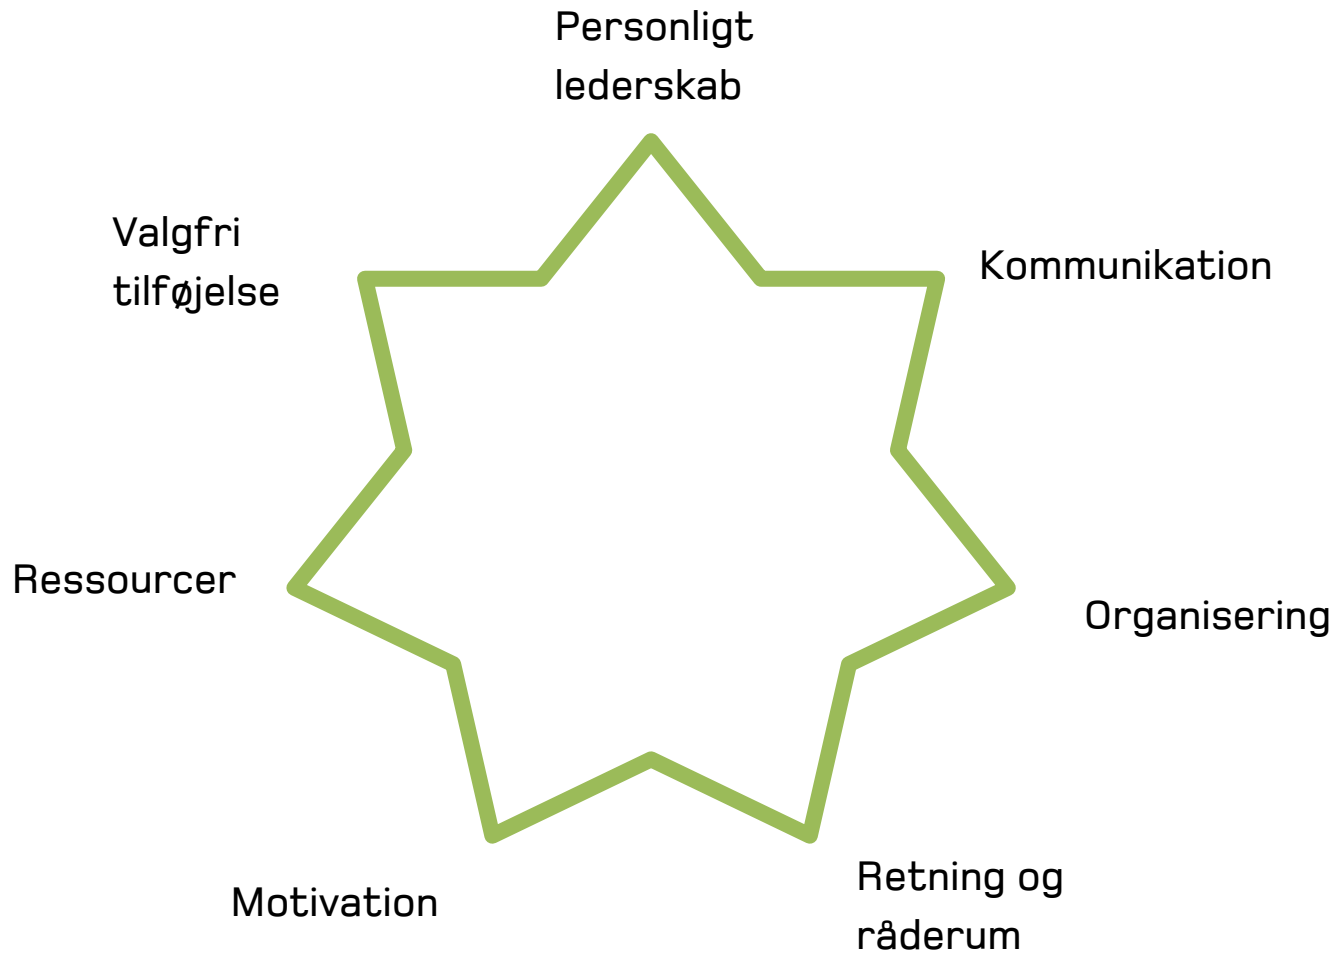 Personligt
lederskab
Valgfri
tilføjelse
Kommunikation
Ressourcer
Organisering
Motivation
Retning og
råderum